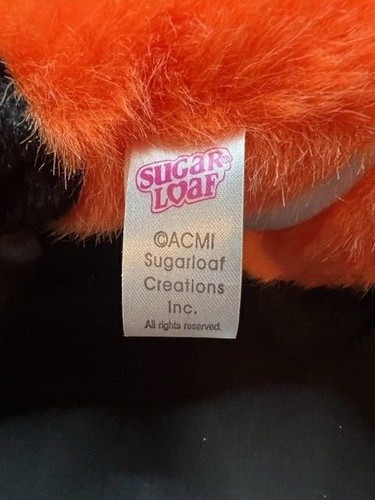 SUGAR®
LOAF
©ACMI
Sugarloaf
Creations
Inc.
All rights reserved.